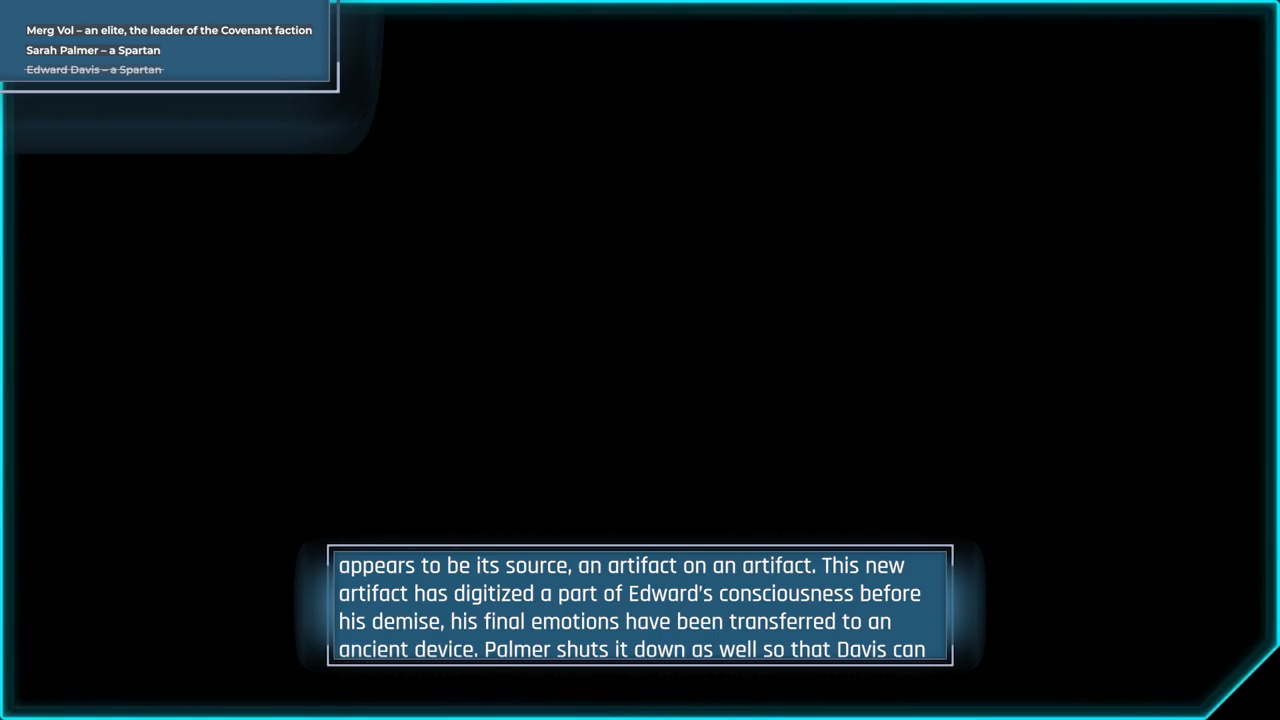 Merg Vol – an elite, the leader of the Covenant faction
Sarah Palmer – a Spartan
Edward Davis – a Spartan
appears to be its source, an artifact on an artifact. This new
artifact has digitized a part of Edward’s consciousness before
his demise, his final emotions have been transferred to an
ancient device. Palmer shuts it down as well so that Davis can